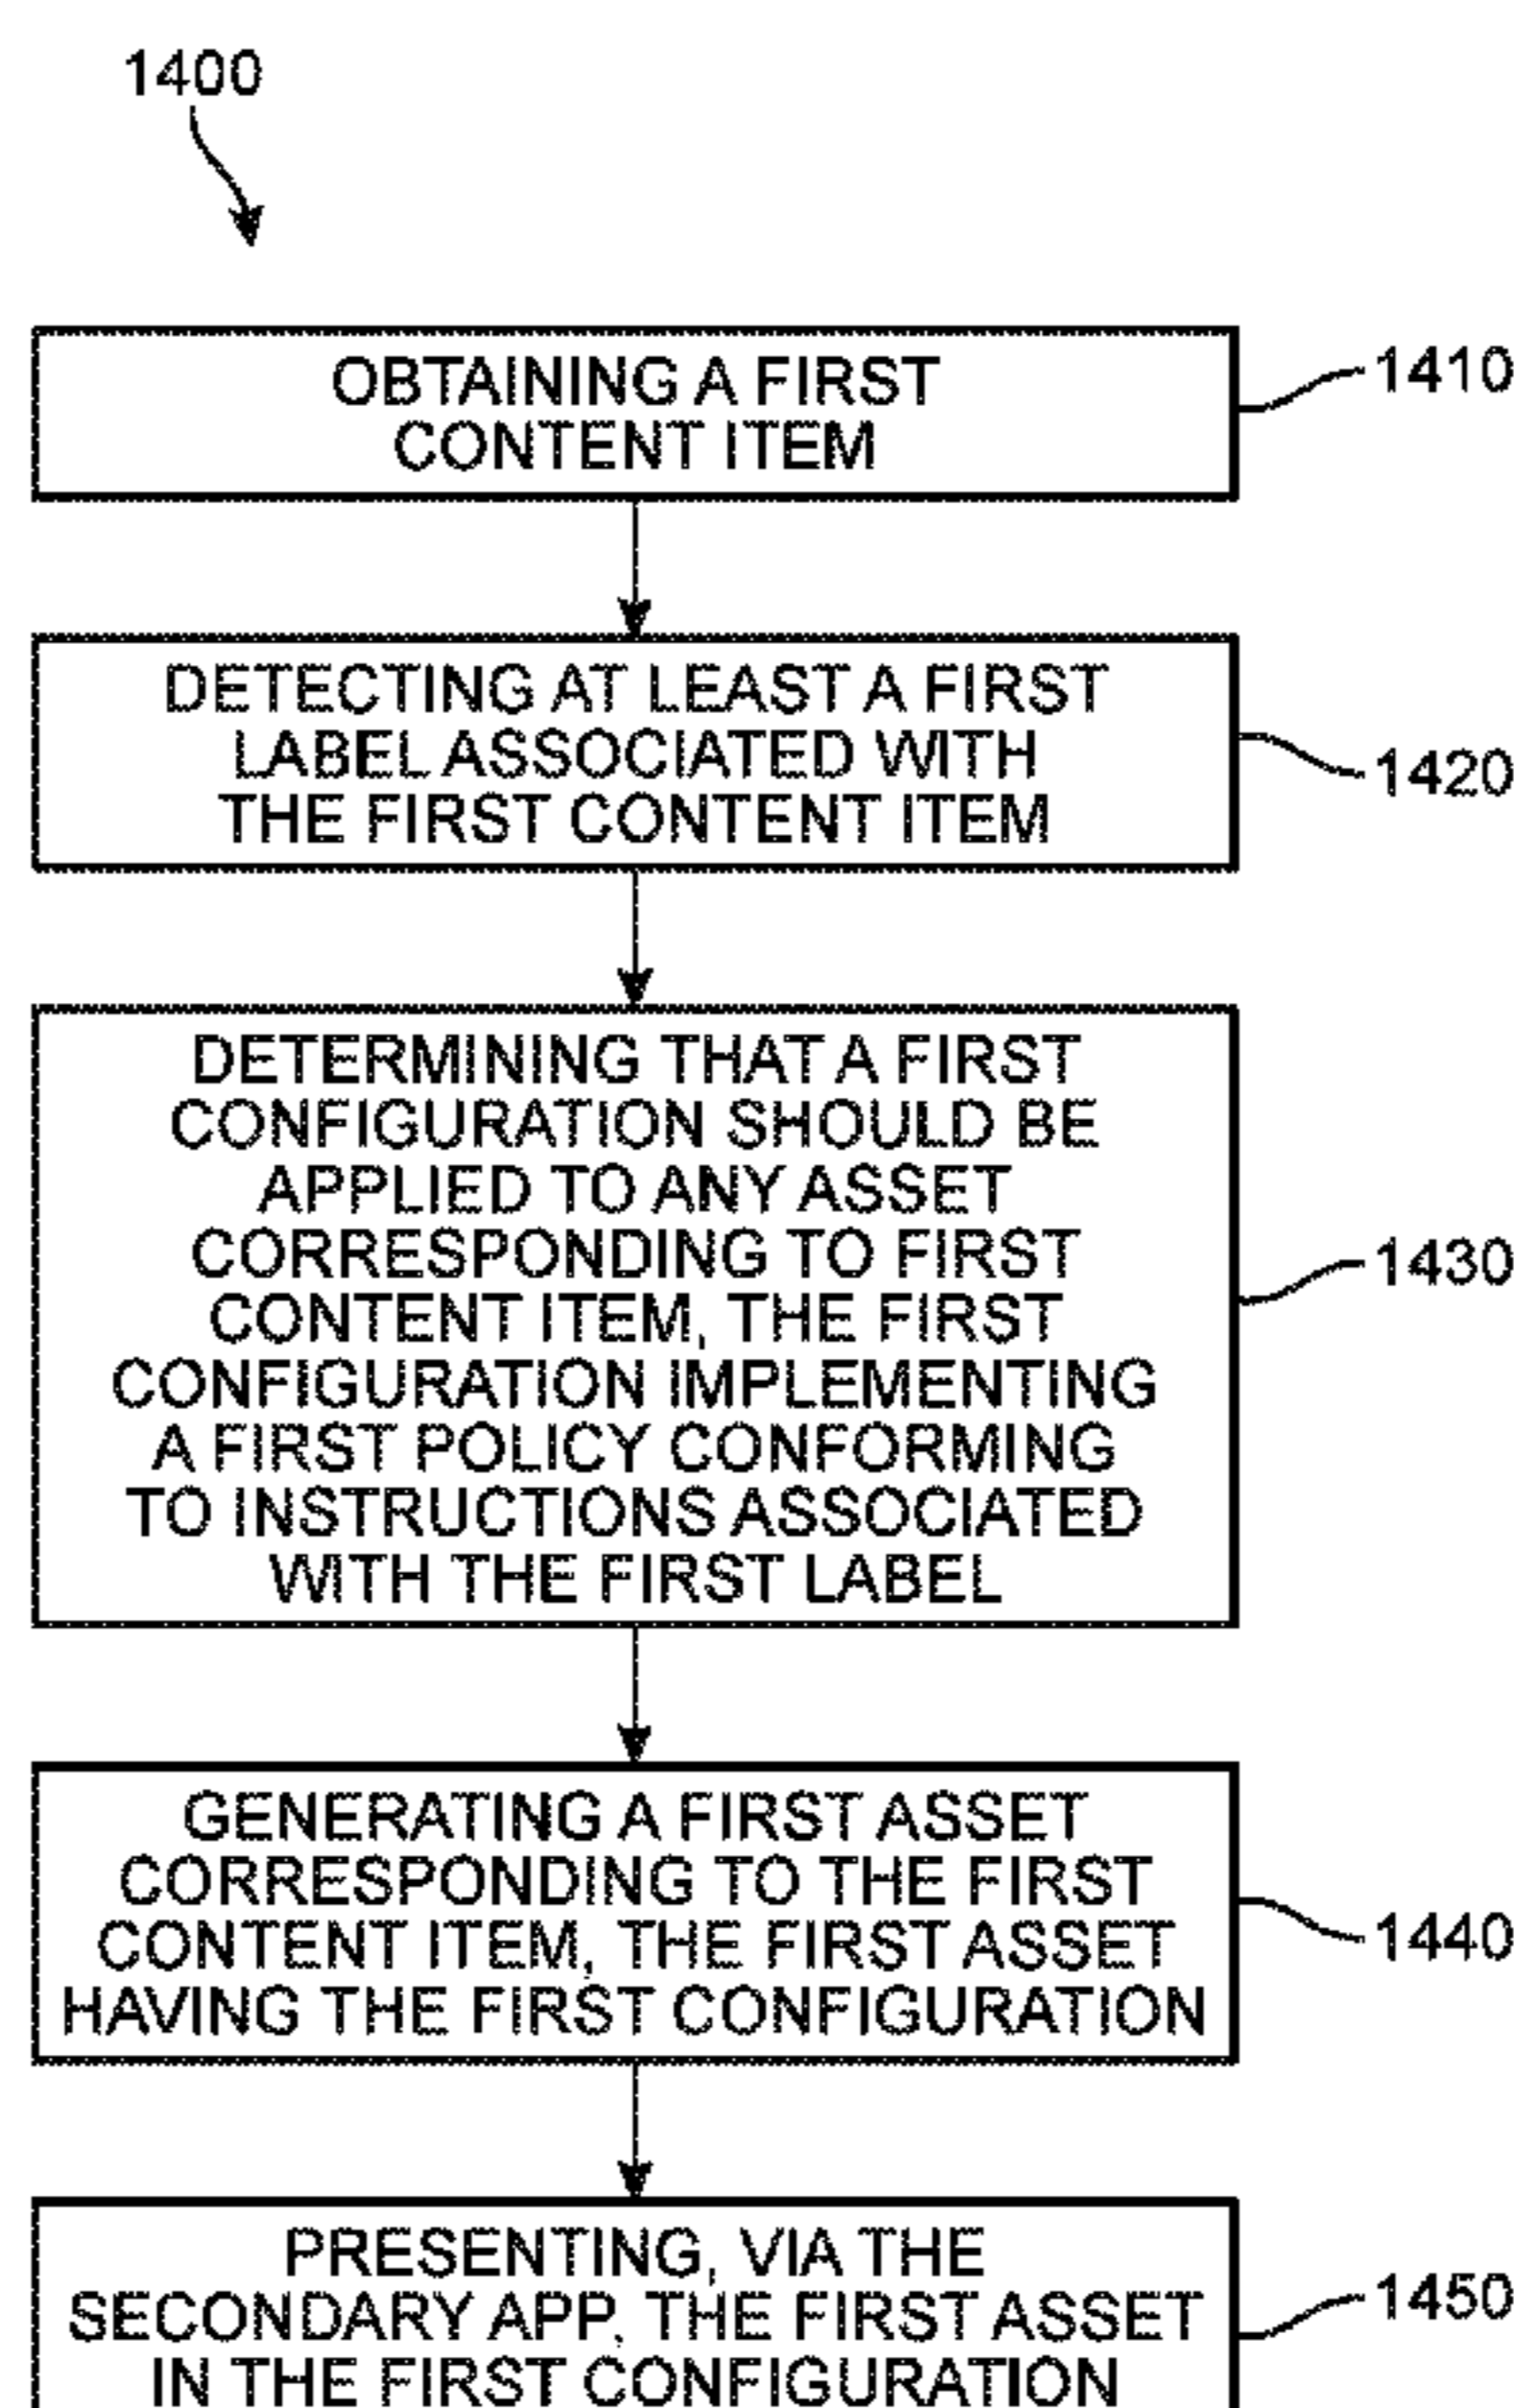 1400
OBTAINING A FIRST
CONTENT ITEM
1410
DETECTING AT LEAST A FIRST
LABEL ASSOCIATED WITH
THE FIRST CONTENT ITEM
1420
DETERMINING THAT A FIRST
CONFIGURATION SHOULD BE
APPLIED TO ANY ASSET
CORRESPONDING TO FIRST
CONTENT ITEM, THE FIRST
CONFIGURATION IMPLEMENTING
A FIRST POLICY CONFORMING
TO INSTRUCTIONS ASSOCIATED
WITH THE FIRST LABEL
1430
GENERATING A FIRST ASSET
CORRESPONDING TO THE FIRST
CONTENT ITEM, THE FIRST ASSET
HAVING THE FIRST CONFIGURATION
1440
PRESENTING, VIA THE
SECONDARY APP, THE FIRST ASSET
IN THE FIRST CONFIGURATION
1450